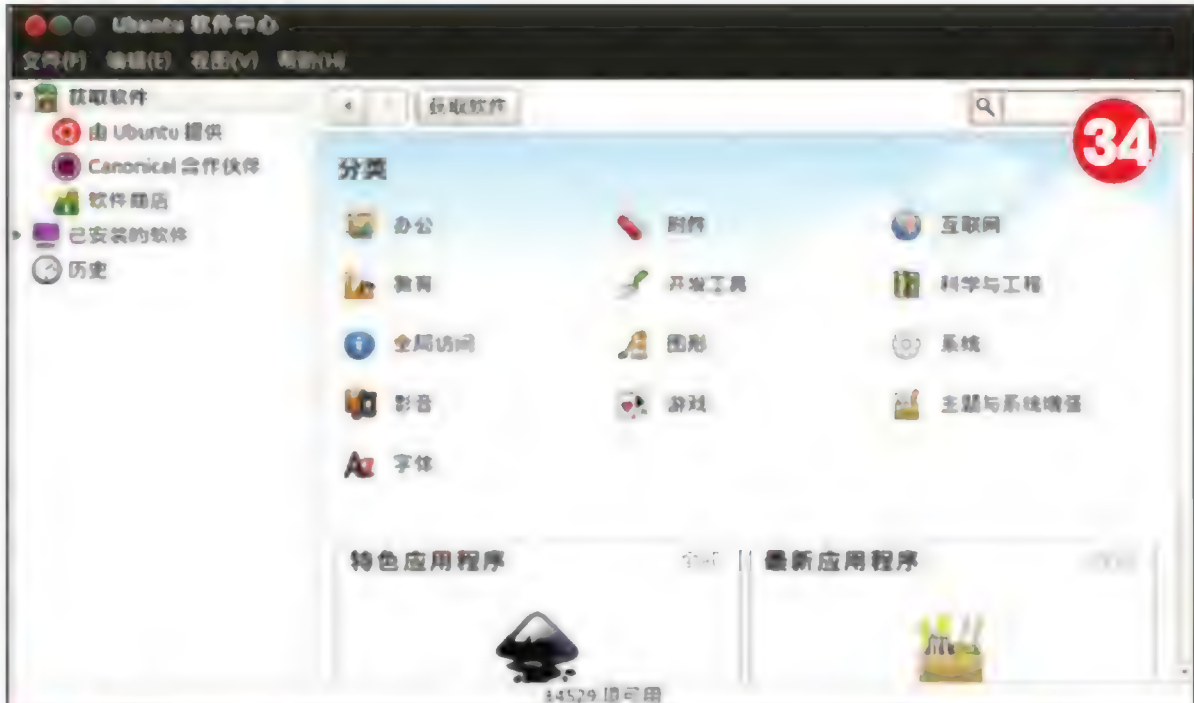 Ubuntu 软件中心
文件(F) 编辑(E) 视图(V) 帮助(H)
获取软件
由 Ubuntu 提供
Canonical 合作伙伴
软件商店
已安装的软件
历史
获取软件
34
分类
办公
附件
互联网
教育
开发工具
科学与工程
全局访问
图形
系统
影音
游戏
主题与系统增强
字体
特色应用程序
最新应用程序
34529 项可用